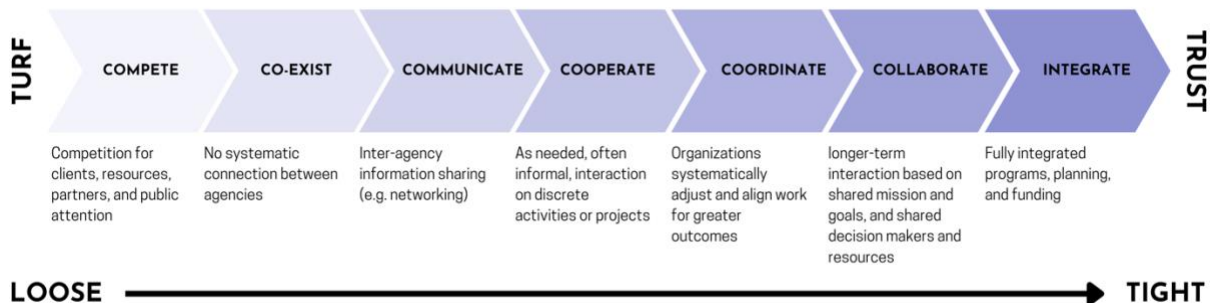 TURF
COMPETE
CO-EXIST
COMMUNICATE
COOPERATE
COORDINATE
COLLABORATE
INTEGRATE
TRUST
Competition for
clients, resources,
partners, and public
attention
No systematic
connection between
agencies
Inter-agency
information sharing
(e.g. networking)
As needed, often
informal, interaction
on discrete
activities or projects
Organizations
systematically
adjust and align work
for greater
outcomes
longer-term
interaction based on
shared mission and
goals, and shared
decision makers and
resources
Fully integrated
programs, planning,
and funding
LOOSE
TIGHT